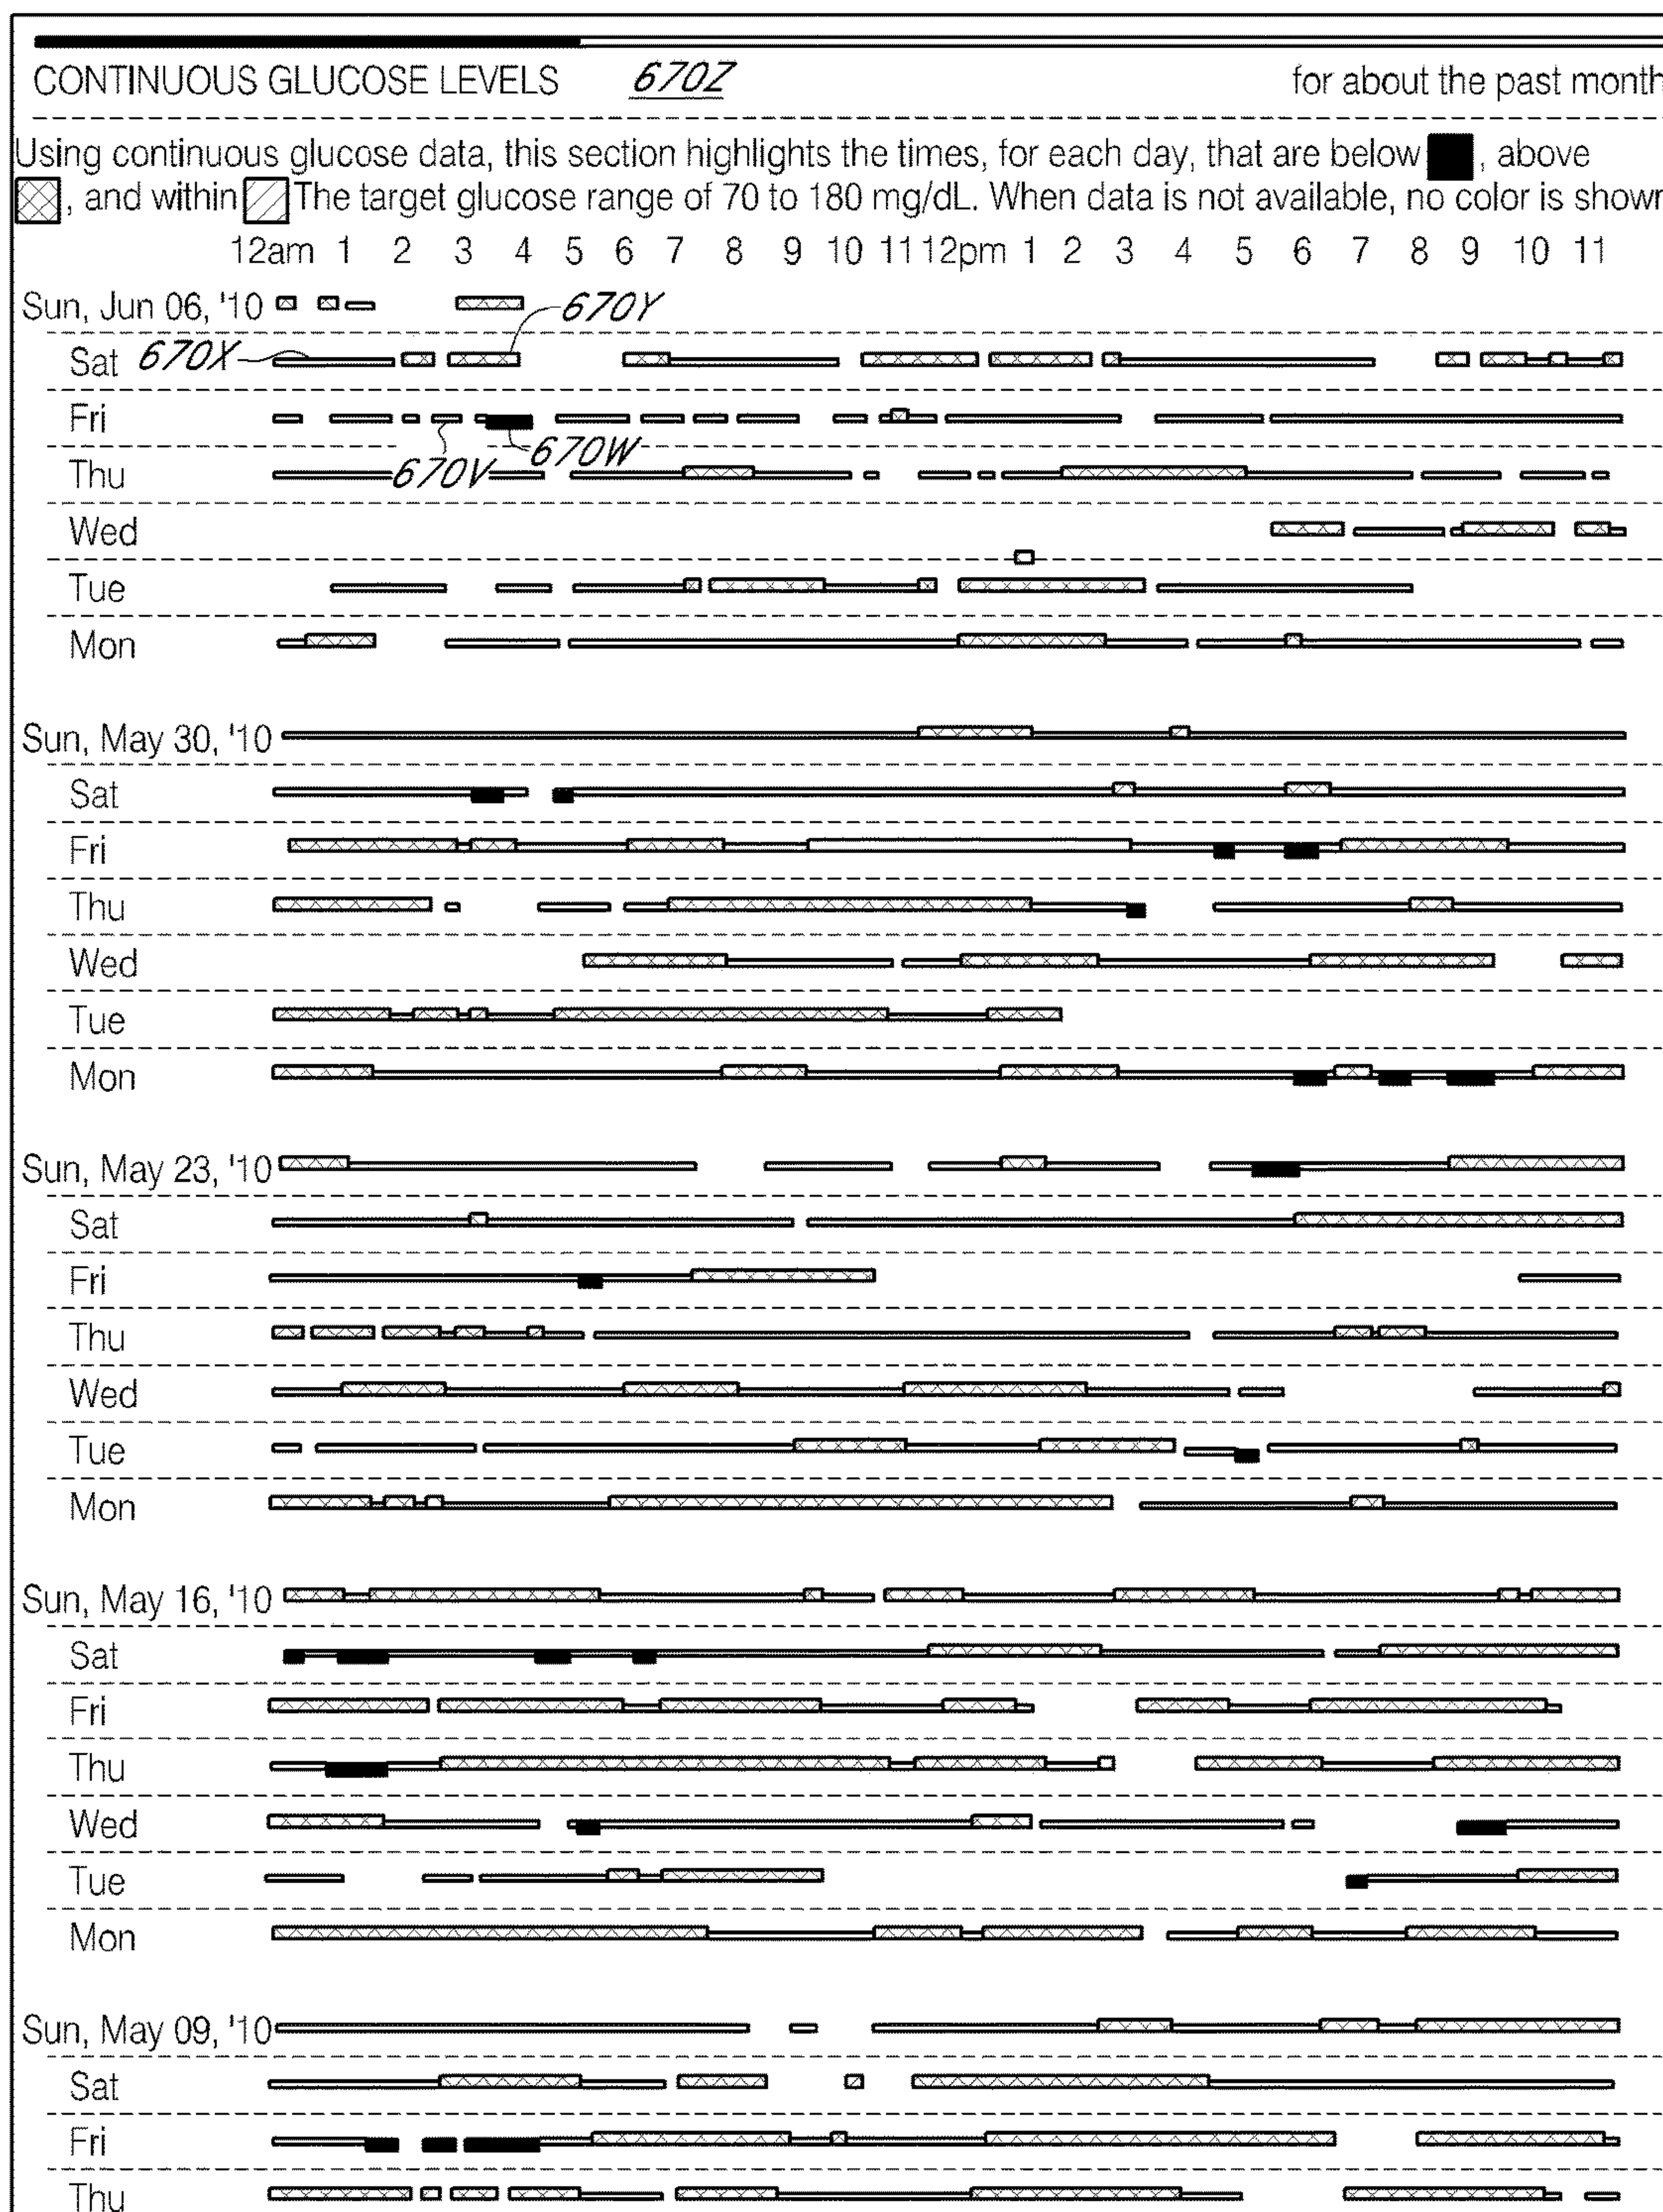 CONTINUOUS GLUCOSE LEVELS 670Z for about the past month
Using continuous glucose data, this section highlights the times, for each day, that are below , above
, and within The target glucose range of 70 to 180 mg/dL. When data is not available, no color is shown
12am 1 2 3 4 5 6 7 8 9 10 11 12pm 1 2 3 4 5 6 7 8 9 10 11
Sun, Jun 06, '10 670Y
Sat 670X
Fri 670W
Thu 670V
Wed
Tue
Mon
Sun, May 30, '10
Sat
Fri
Thu
Wed
Tue
Mon
Sun, May 23, '10
Sat
Fri
Thu
Wed
Tue
Mon
Sun, May 16, '10
Sat
Fri
Thu
Wed
Tue
Mon
Sun, May 09, '10
Sat
Fri
Thu